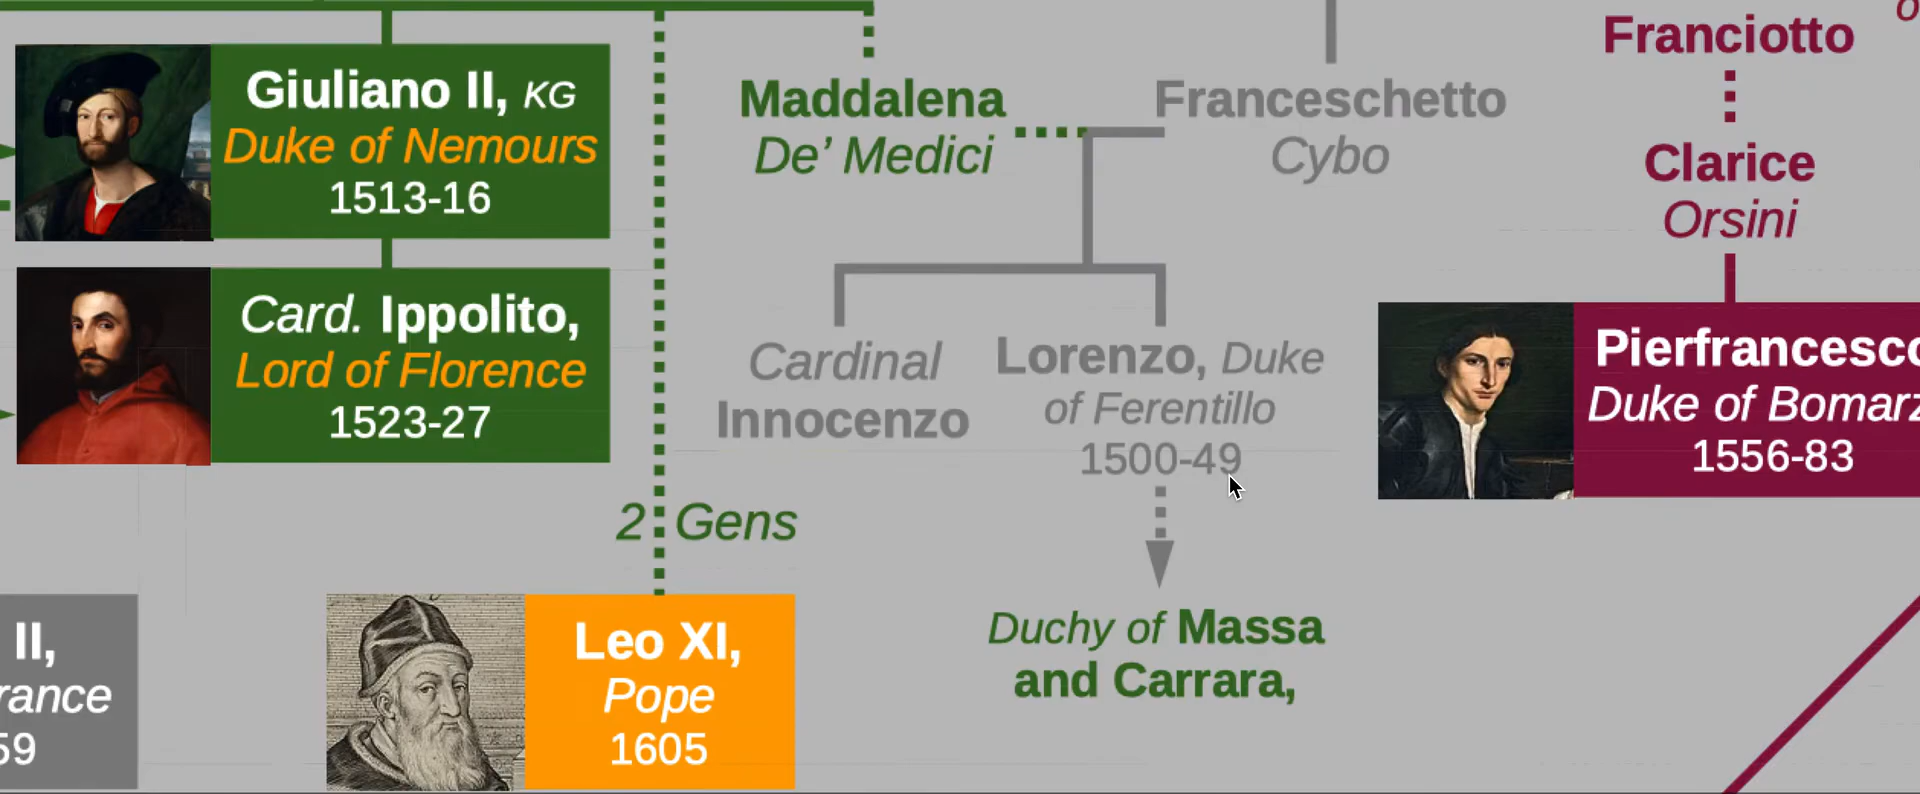 Giuliano II, KG
Duke of Nemours
1513-16
Card. Ippolito,
Lord of Florence
1523-27
Maddalena
De’ Medici
Franceschetto
Cybo
Franciotto
Clarice
Orsini
Cardinal
Innocenzo
Lorenzo, Duke
of Ferentillo
1500-49
Pierfrancesco
Duke of Bomarz
1556-83
2 Gens
II,
rance
59
Leo XI,
Pope
1605
Duchy of Massa
and Carrara,